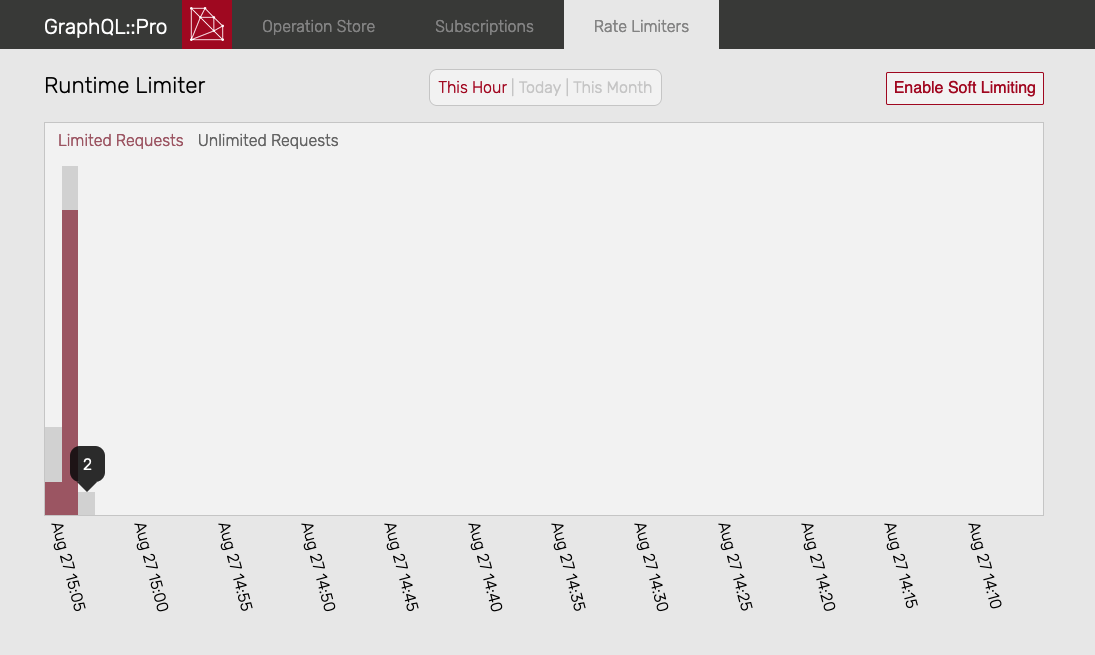 GraphQL::Pro Operation Store Subscriptions Rate Limiters
Runtime Limiter This Hour | Today | This Month Enable Soft Limiting
Limited Requests Unlimited Requests
2
Aug 27 15:05
Aug 27 15:00
Aug 27 14:55
Aug 27 14:50
Aug 27 14:45
Aug 27 14:40
Aug 27 14:35
Aug 27 14:30
Aug 27 14:25
Aug 27 14:20
Aug 27 14:15
Aug 27 14:10